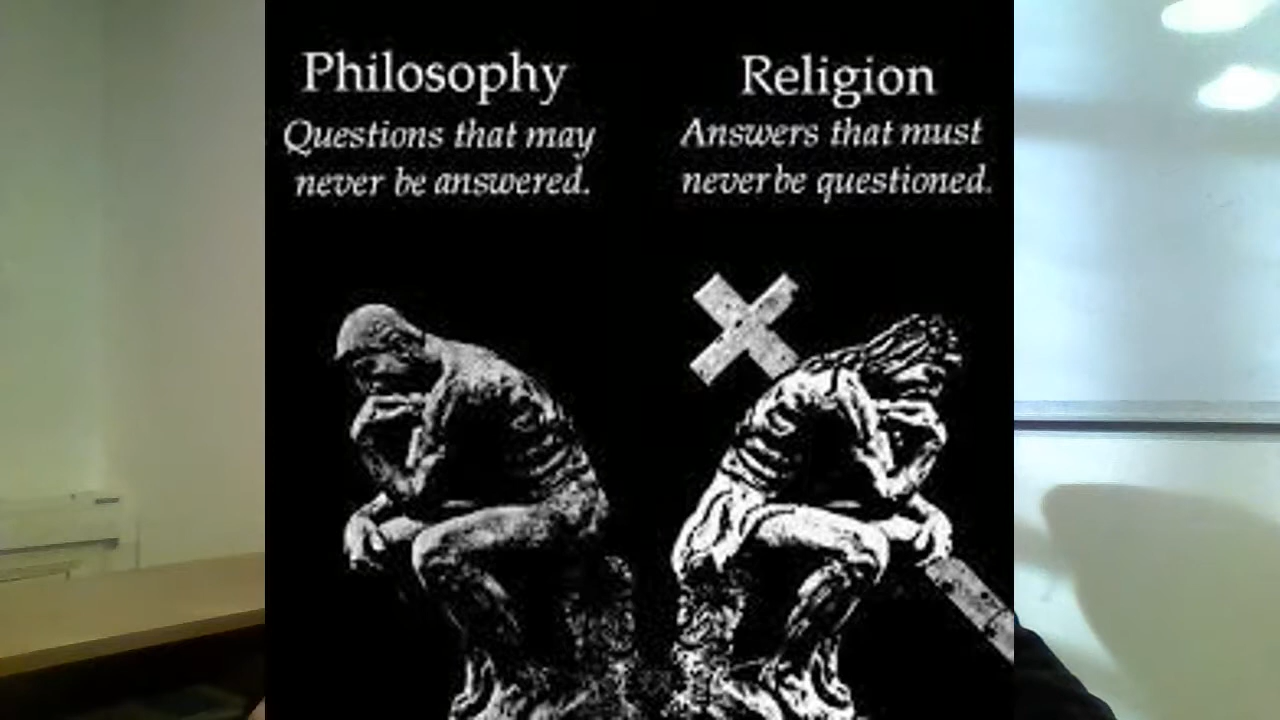 Philosophy
Questions that may
never be answered.
Religion
Answers that must
never be questioned.